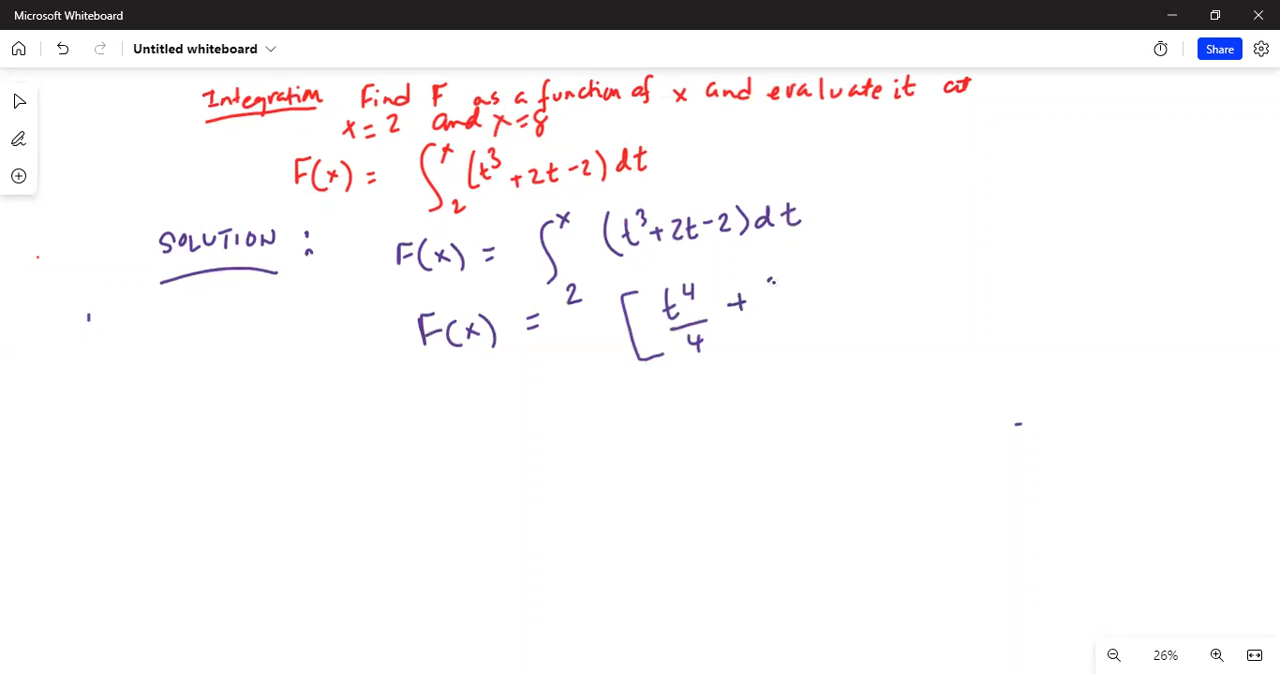 Microsoft Whiteboard
Untitled whiteboard
Share
Integration Find F as a function of x and evaluate it at
x = 2 and x = 8
F(x) = ∫₂ˣ (t³ + 2t - 2) dt
SOLUTION : F(x) = ∫₂ˣ (t³ + 2t - 2) dt
F(x) = [ t⁴/4 +
26%